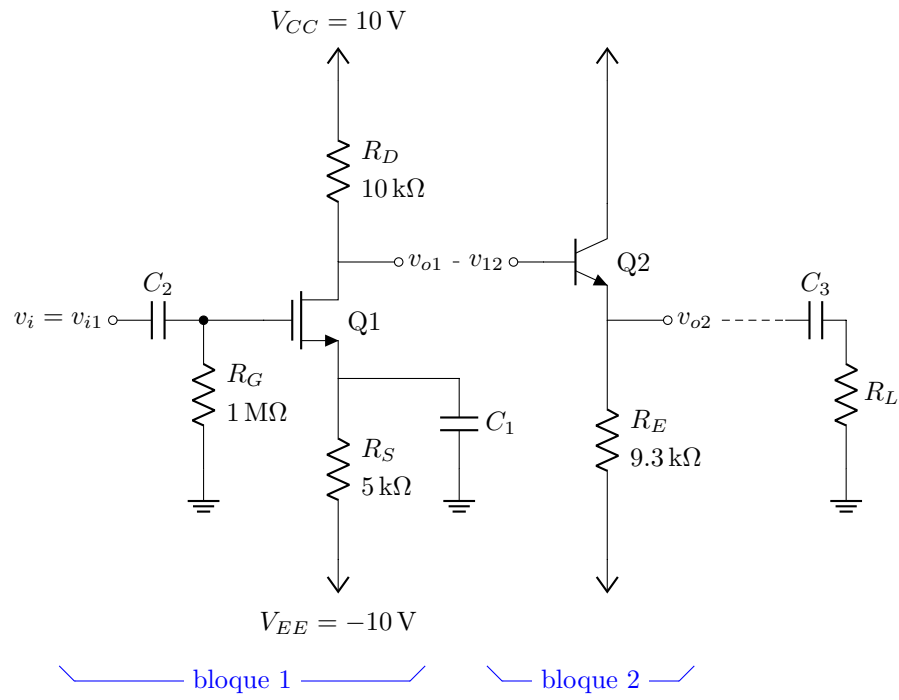 V_CC = 10 V
R_D
10 kΩ
v_o1 - v_12
Q2
C_2
C_3
v_i = v_i1
Q1
v_o2
R_G
1 MΩ
R_L
C_1
R_S
5 kΩ
R_E
9.3 kΩ
V_EE = −10 V
bloque 1
bloque 2